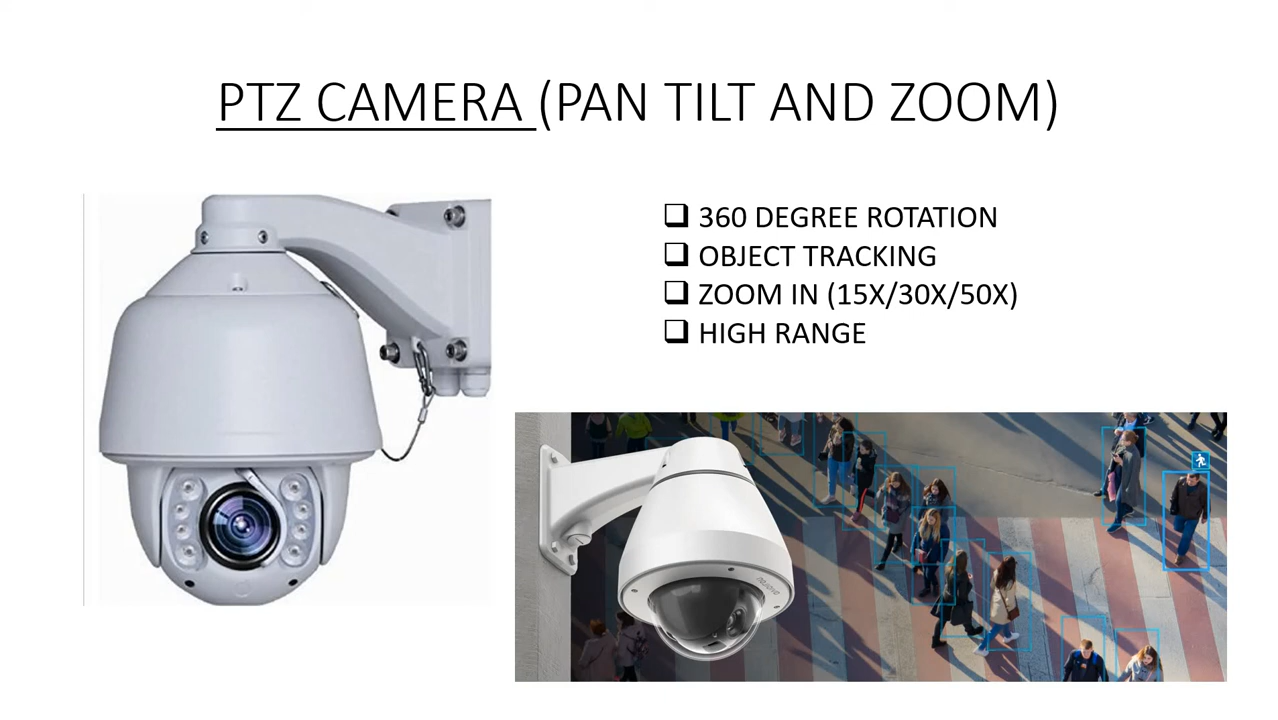 PTZ CAMERA (PAN TILT AND ZOOM)
360 DEGREE ROTATION
OBJECT TRACKING
ZOOM IN (15X/30X/50X)
HIGH RANGE